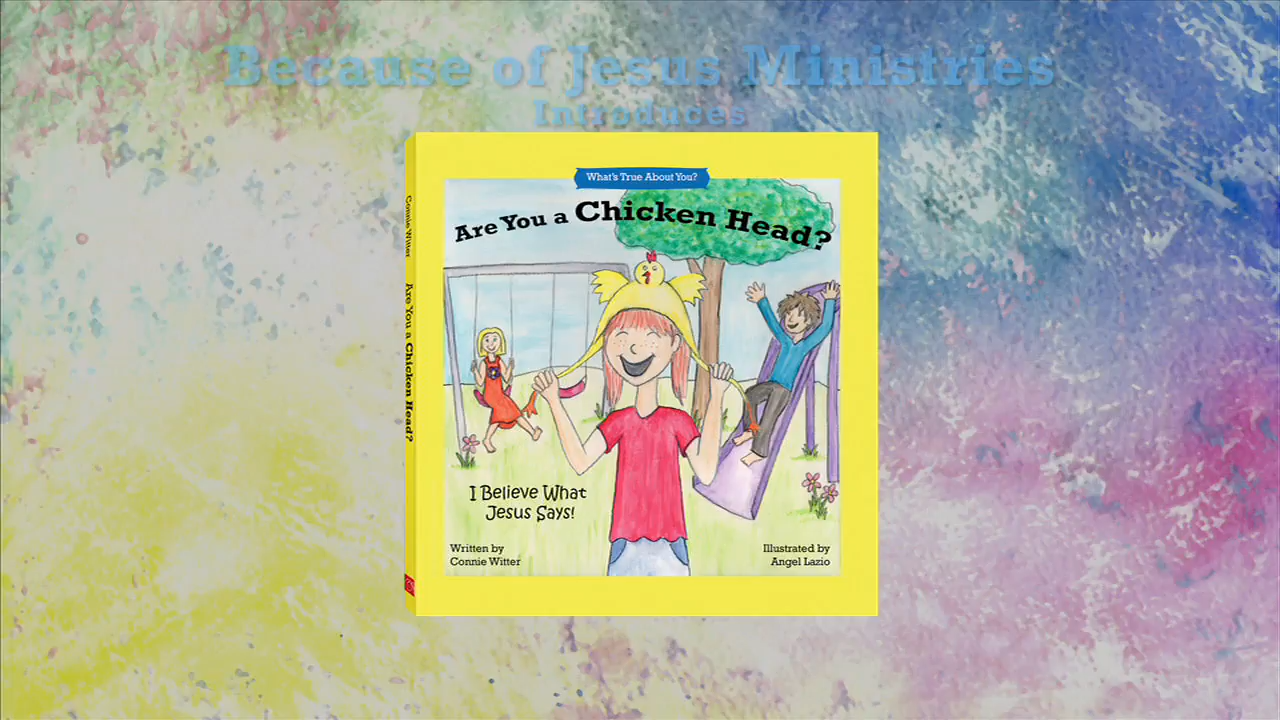 Because of Jesus Ministries
Introduces
What's True About You?
Are You a Chicken Head?
I Believe What
Jesus Says!
Written by
Connie Witter
Illustrated by
Angel Lazio
Connie Witter
Are You a Chicken Head?